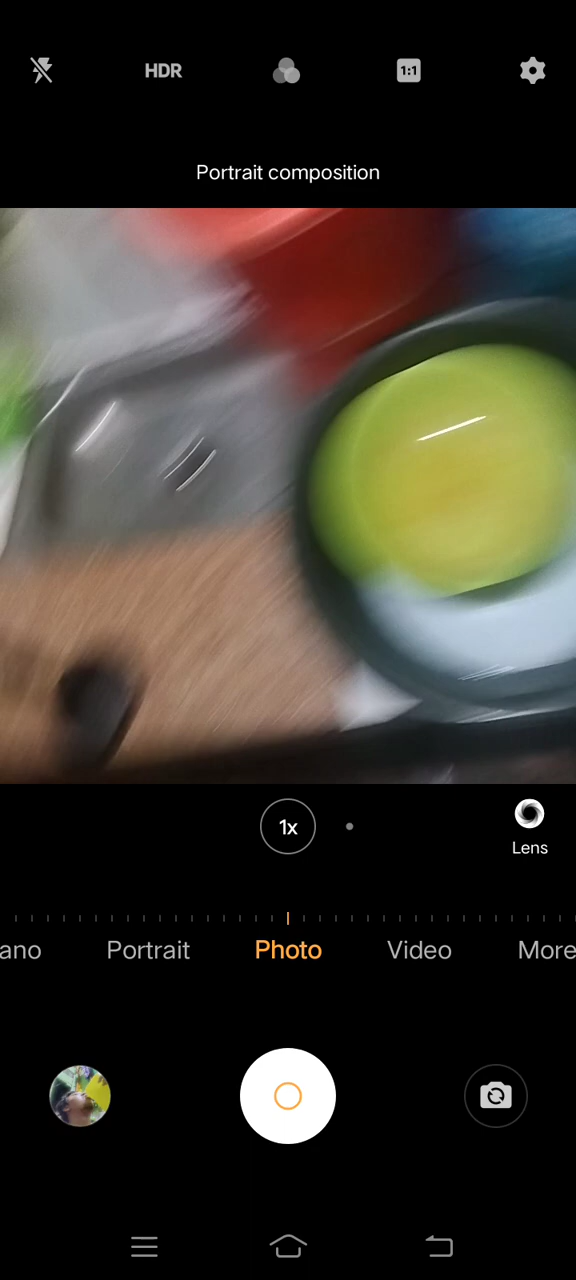 HDR
1:1
Portrait composition
1x
Lens
ano
Portrait
Photo
Video
More